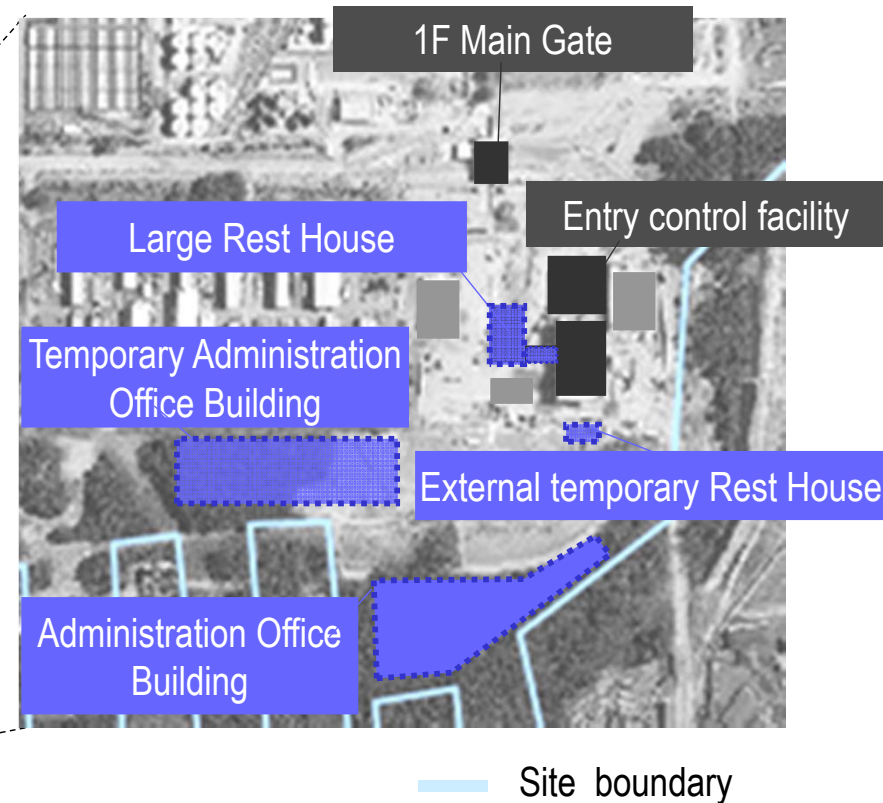 1F Main Gate
Entry control facility
Large Rest House
Temporary Administration
Office Building
External temporary Rest House
Administration Office
Building
Site boundary